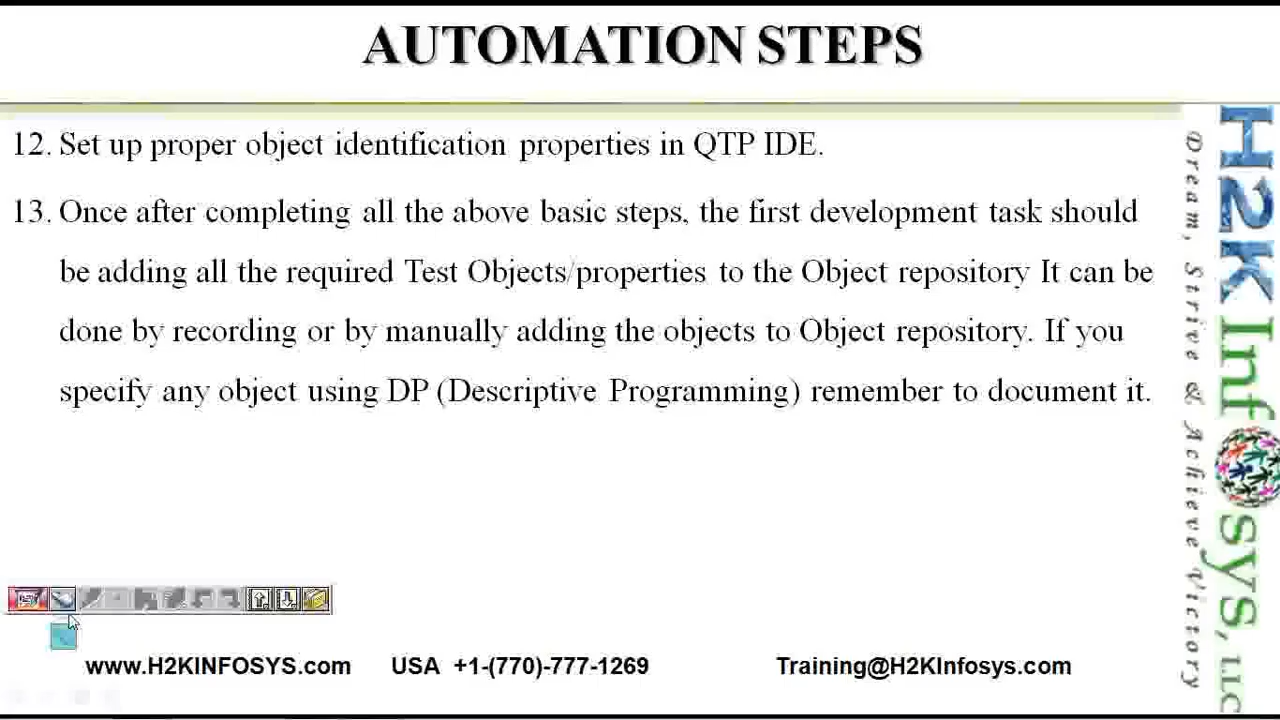 AUTOMATION STEPS
12. Set up proper object identification properties in QTP IDE.
13. Once after completing all the above basic steps, the first development task should
be adding all the required Test Objects/properties to the Object repository It can be
done by recording or by manually adding the objects to Object repository. If you
specify any object using DP (Descriptive Programming) remember to document it.
H2K Infosys, LLC
Dream, Strive & Achieve Victory
www.H2KINFOSYS.com USA +1-(770)-777-1269 Training@H2KInfosys.com